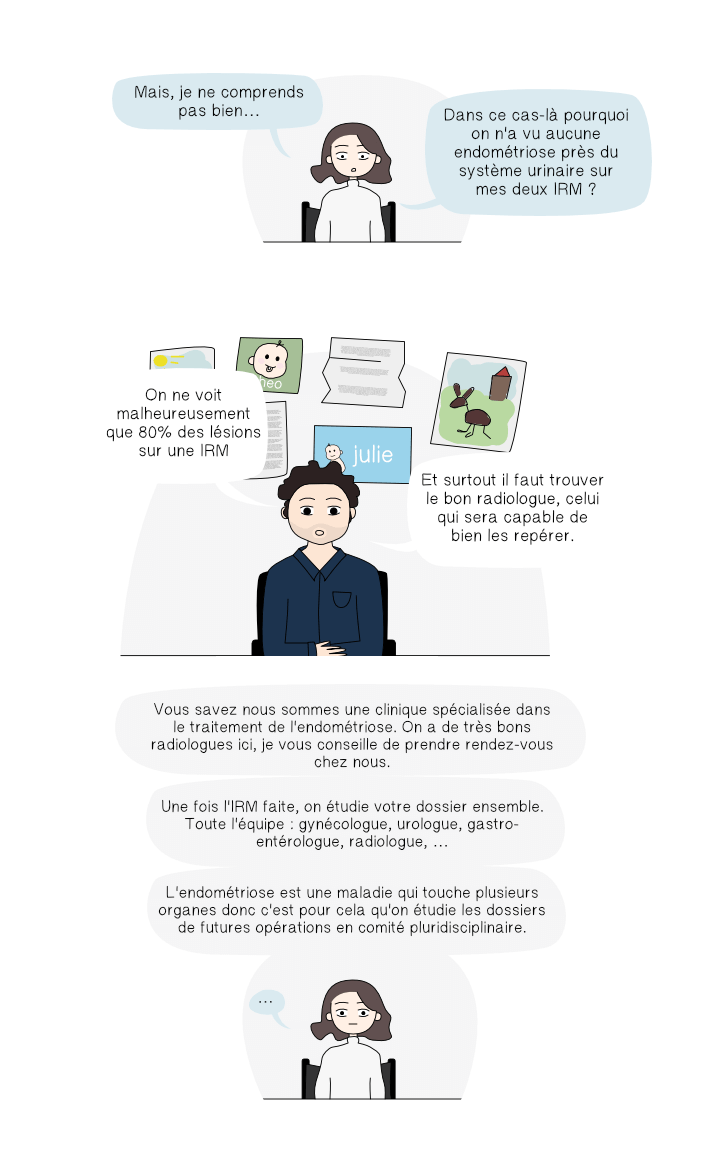 Mais, je ne comprends
pas bien...
Dans ce cas-là pourquoi
on n'a vu aucune
endométriose près du
système urinaire sur
mes deux IRM ?
heo
On ne voit
malheureusement
que 80% des lésions
sur une IRM
julie
Et surtout il faut trouver
le bon radiologue, celui
qui sera capable de
bien les repérer.
Vous savez nous sommes une clinique spécialisée dans
le traitement de l'endométriose. On a de très bons
radiologues ici, je vous conseille de prendre rendez-vous
chez nous.
Une fois l'IRM faite, on étudie votre dossier ensemble.
Toute l'équipe : gynécologue, urologue, gastro-
entérologue, radiologue, ...
L'endométriose est une maladie qui touche plusieurs
organes donc c'est pour cela qu'on étudie les dossiers
de futures opérations en comité pluridisciplinaire.
...